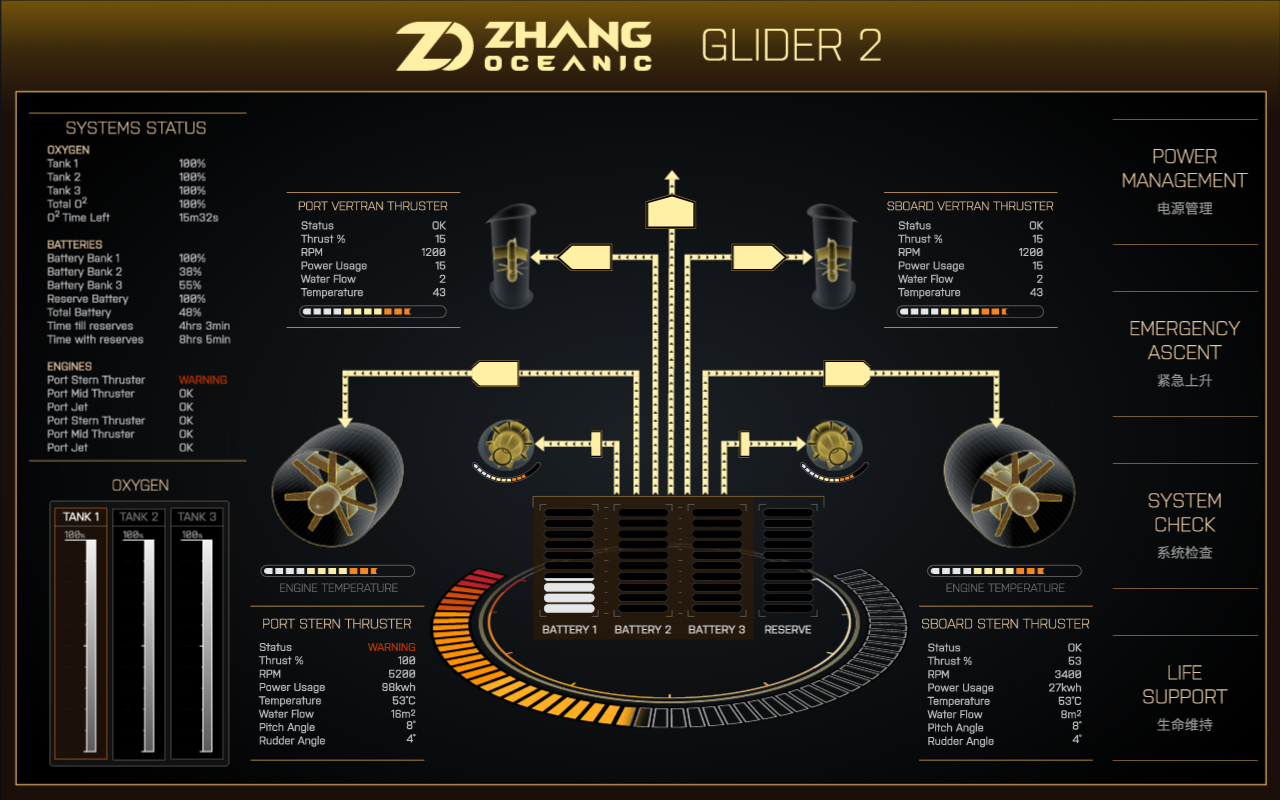 ZHANG
OCEANIC
GLIDER 2
SYSTEMS STATUS
OXYGEN
Tank 1 100%
Tank 2 100%
Tank 3 100%
Total O² 100%
O² Time Left 15m32s
BATTERIES
Battery Bank 1 100%
Battery Bank 2 38%
Battery Bank 3 55%
Reserve Battery 100%
Total Battery 48%
Time till reserves 4hrs 3min
Time with reserves 8hrs 5min
ENGINES
Port Stern Thruster WARNING
Port Mid Thruster OK
Port Jet OK
Port Stern Thruster OK
Port Mid Thruster OK
Port Jet OK
OXYGEN
TANK 1 TANK 2 TANK 3
100% 100% 100%
PORT VERTRAN THRUSTER
Status OK
Thrust % 15
RPM 1200
Power Usage 15
Water Flow 2
Temperature 43
SBOARD VERTRAN THRUSTER
Status OK
Thrust % 15
RPM 1200
Power Usage 15
Water Flow 2
Temperature 43
ENGINE TEMPERATURE
PORT STERN THRUSTER
Status WARNING
Thrust % 100
RPM 5200
Power Usage 98kwh
Temperature 53°C
Water Flow 16m²
Pitch Angle 8°
Rudder Angle 4°
BATTERY 1 BATTERY 2 BATTERY 3 RESERVE
ENGINE TEMPERATURE
SBOARD STERN THRUSTER
Status OK
Thrust % 53
RPM 3400
Power Usage 27kwh
Temperature 53°C
Water Flow 8m²
Pitch Angle 8°
Rudder Angle 4°
POWER
MANAGEMENT
电源管理
EMERGENCY
ASCENT
紧急上升
SYSTEM
CHECK
系统检查
LIFE
SUPPORT
生命维持